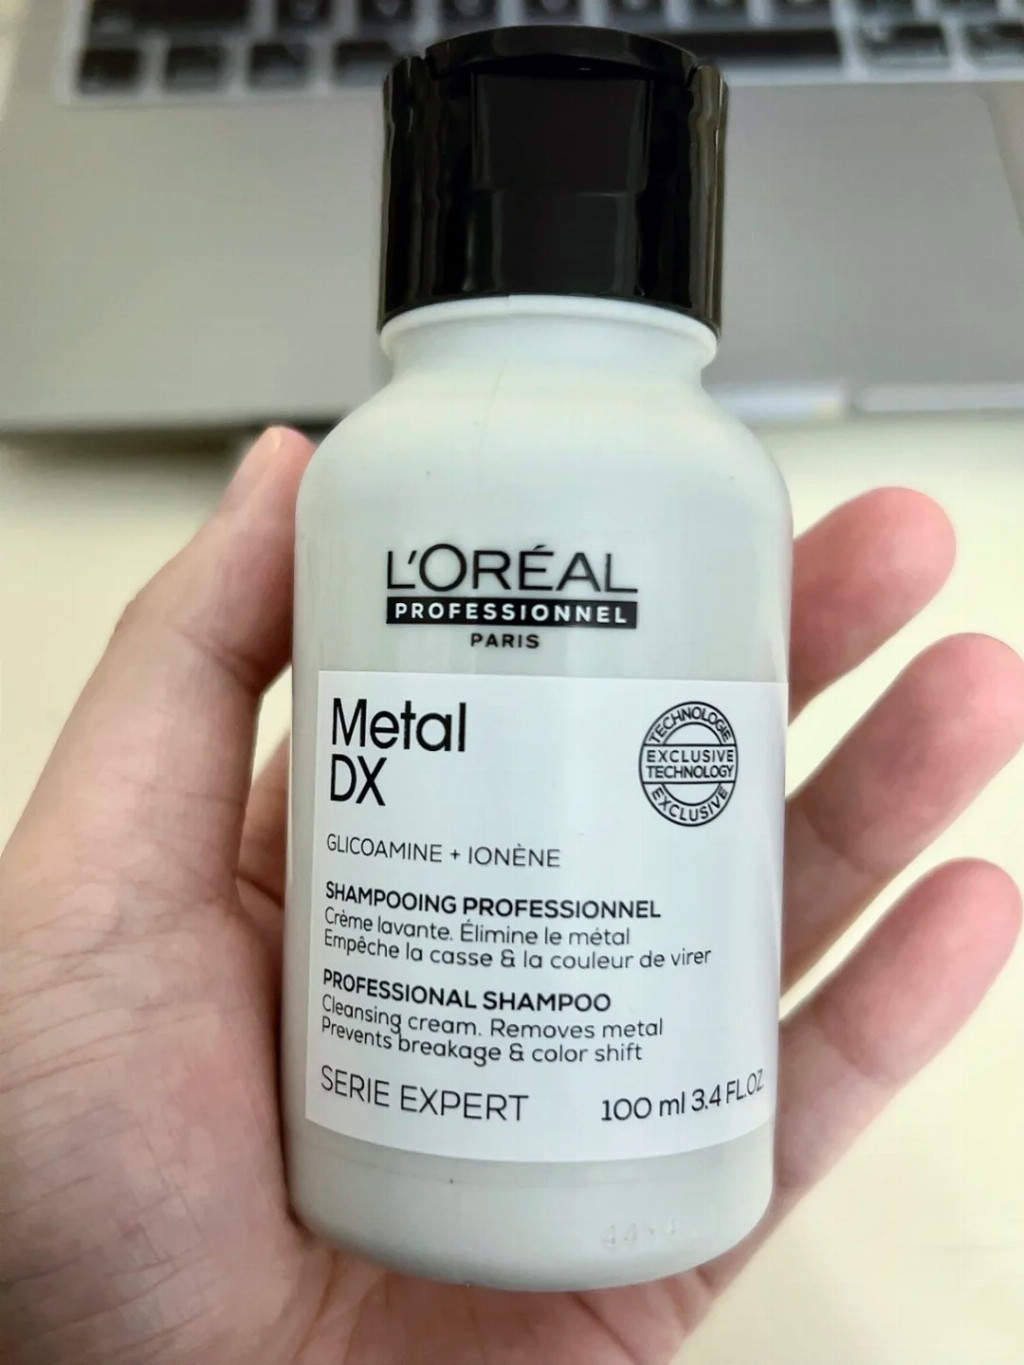 L'ORÉAL
PROFESSIONNEL
PARIS
Metal
DX
TECHNOLOGIE
EXCLUSIVE
TECHNOLOGY
EXCLUSIVE
GLICOAMINE + IONÈNE
SHAMPOOING PROFESSIONNEL
Crème lavante. Élimine le métal
Empêche la casse & la couleur de virer
PROFESSIONAL SHAMPOO
Cleansing cream. Removes metal
Prevents breakage & color shift
SERIE EXPERT
100 ml 3.4 FL.OZ